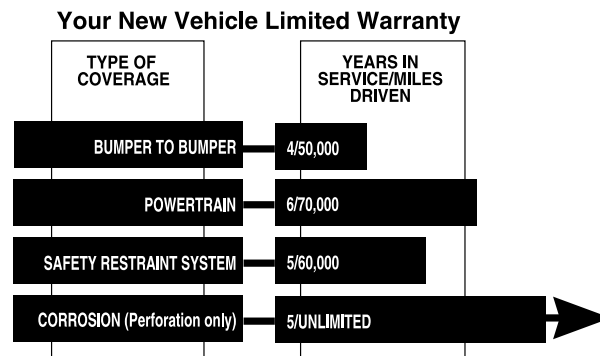 Your New Vehicle Limited Warranty
TYPE OF
COVERAGE
YEARS IN
SERVICE/MILES
DRIVEN
BUMPER TO BUMPER
4/50,000
POWERTRAIN
6/70,000
SAFETY RESTRAINT SYSTEM
5/60,000
CORROSION (Perforation only)
5/UNLIMITED